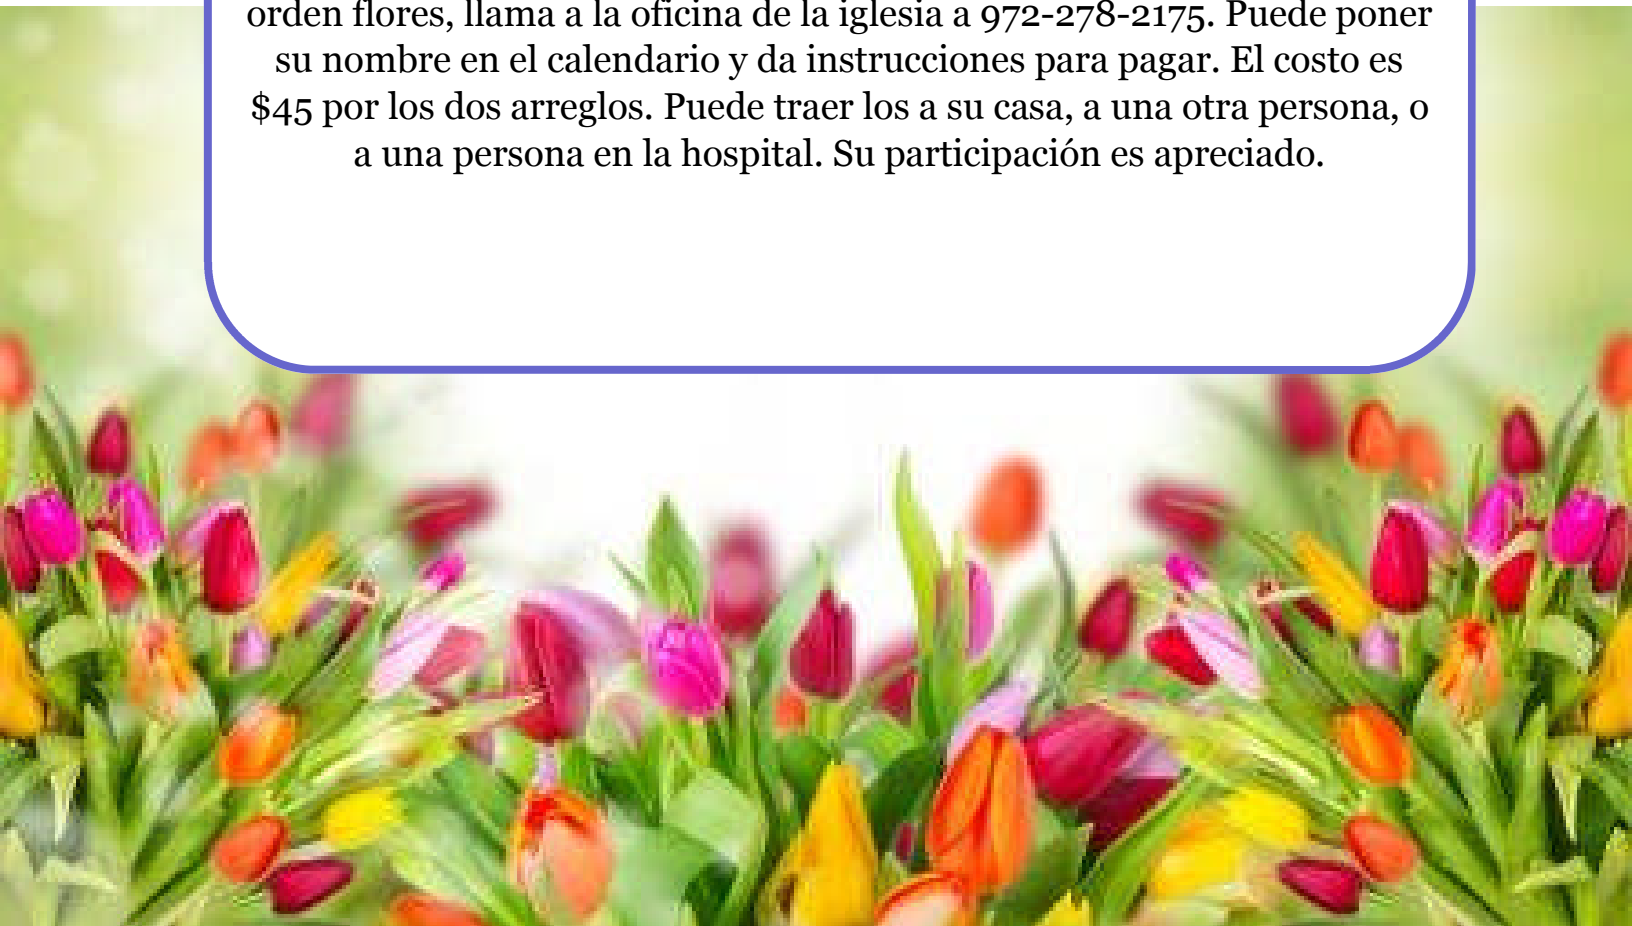 orden flores, llama a la oficina de la iglesia a 972-278-2175. Puede poner
su nombre en el calendario y da instrucciones para pagar. El costo es
$45 por los dos arreglos. Puede traer los a su casa, a una otra persona, o
a una persona en la hospital. Su participación es apreciado.